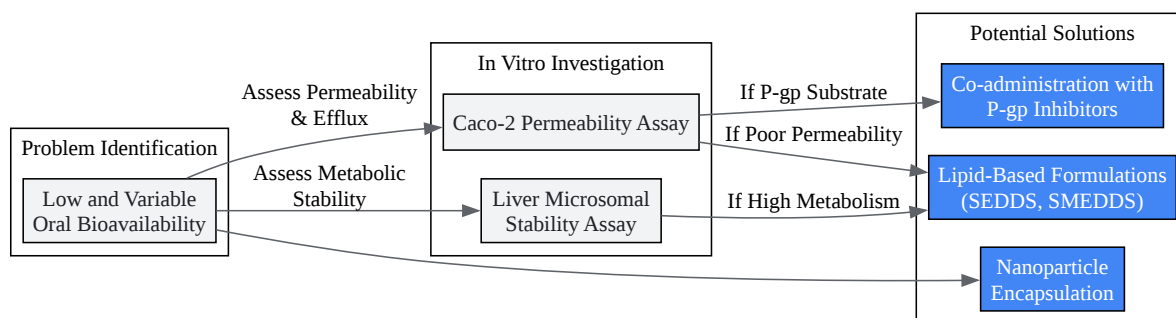 Problem Identification
Low and Variable
Oral Bioavailability
Assess Permeability
& Efflux
Assess Metabolic
Stability
In Vitro Investigation
Caco-2 Permeability Assay
Liver Microsomal
Stability Assay
If P-gp Substrate
If Poor Permeability
If High Metabolism
Potential Solutions
Co-administration with
P-gp Inhibitors
Lipid-Based Formulations
(SEDDS, SMEDDS)
Nanoparticle
Encapsulation